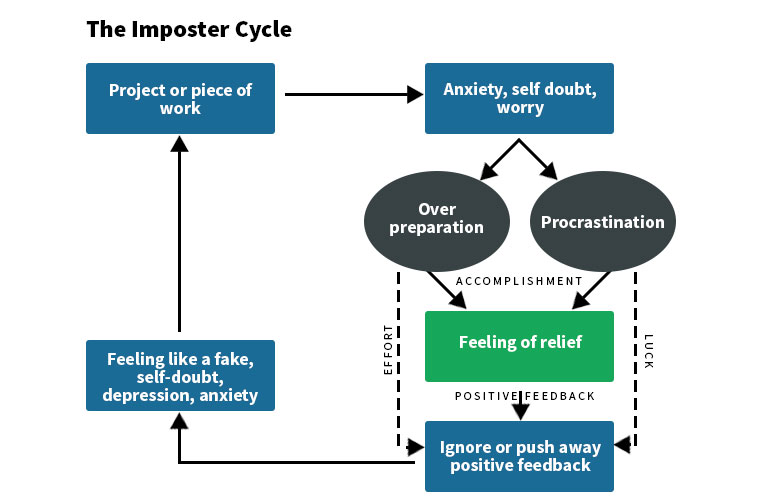 The Imposter Cycle
Project or piece of
work
Anxiety, self doubt,
worry
Over
preparation
Procrastination
ACCOMPLISHMENT
EFFORT
LUCK
Feeling of relief
POSITIVE FEEDBACK
Feeling like a fake,
self-doubt,
depression, anxiety
Ignore or push away
positive feedback